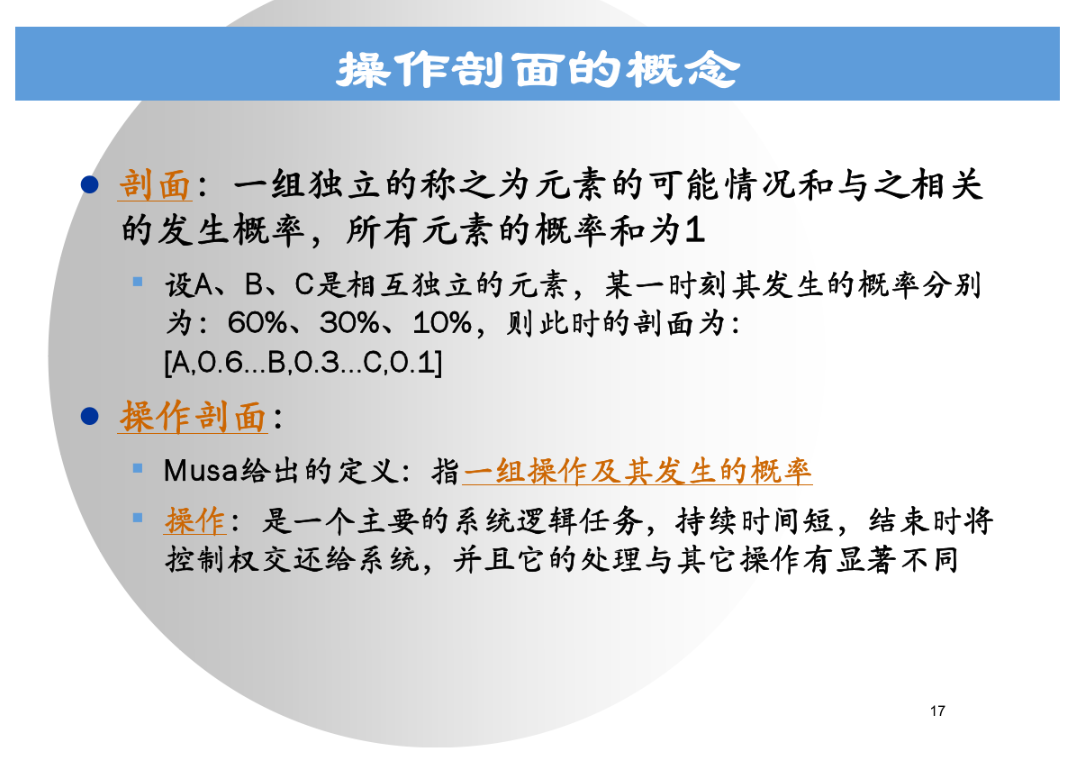 操作剖面的概念
剖面：一组独立的称之为元素的可能情况和与之相关
的发生概率，所有元素的概率和为1
设A、B、C是相互独立的元素，某一时刻其发生的概率分别
为：60%、30%、10%，则此时的剖面为：
[A,0.6...B,0.3...C,0.1]
操作剖面：
Musa给出的定义：指一组操作及其发生的概率
操作：是一个主要的系统逻辑任务，持续时间短，结束时将
控制权交还给系统，并且它的处理与其它操作有显著不同
17